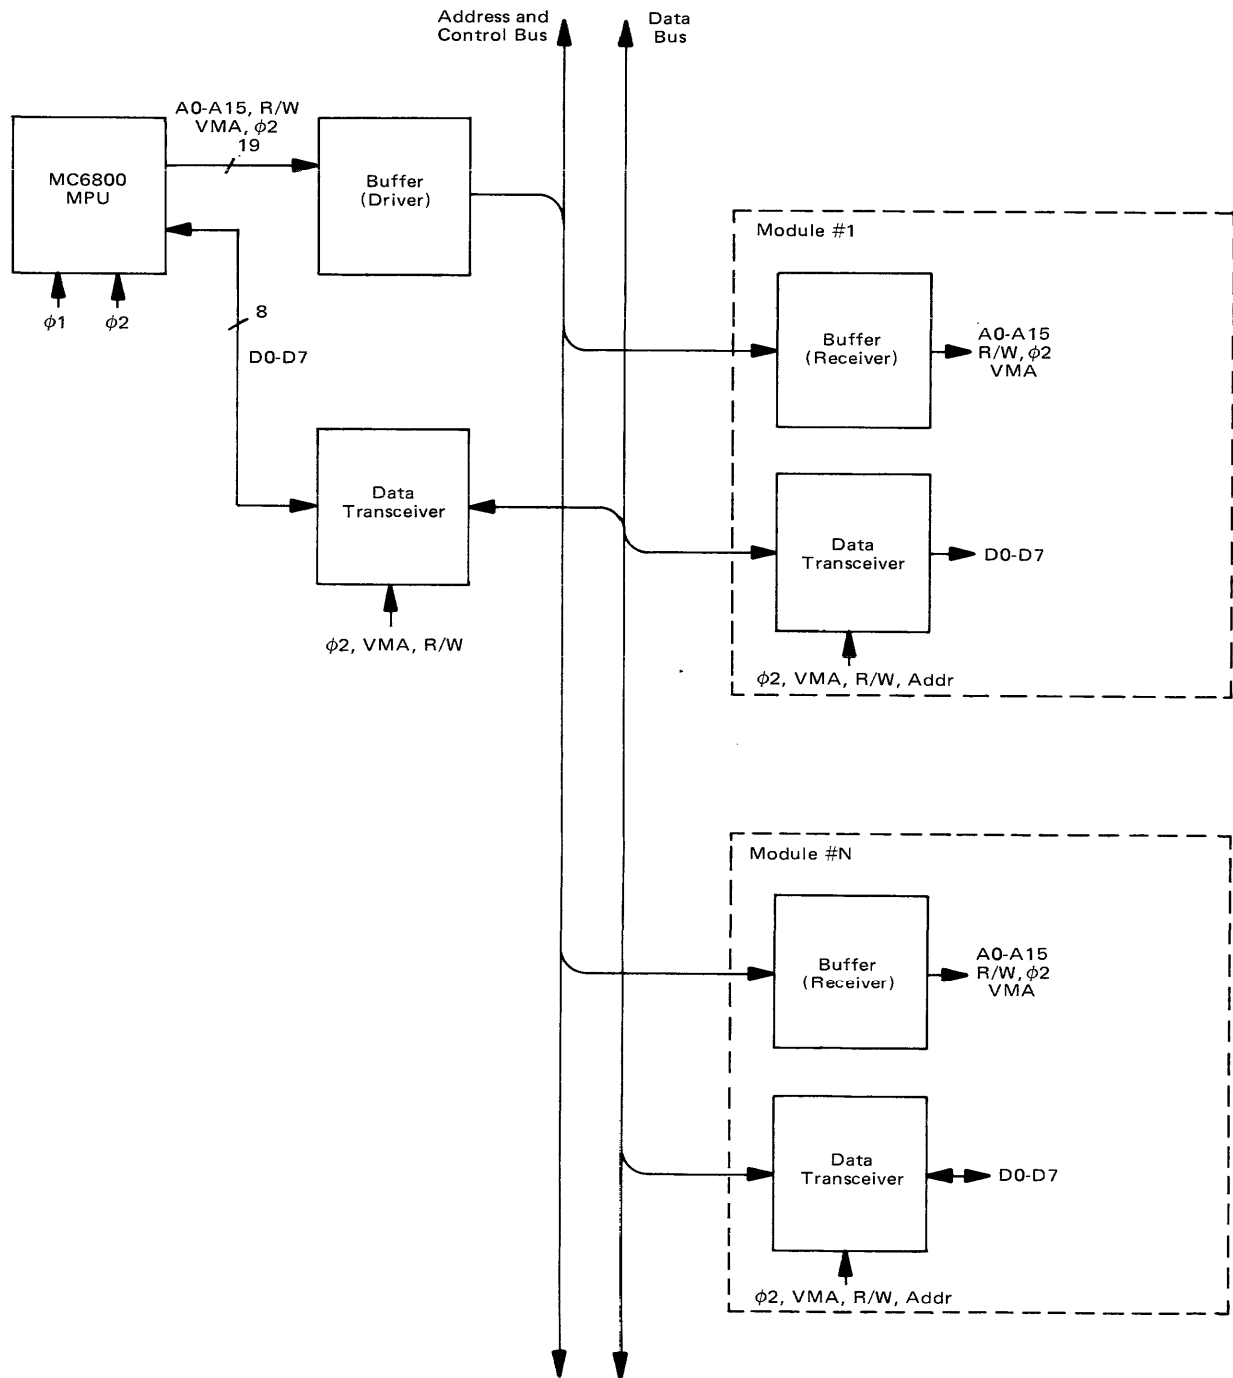 Address and
Control Bus
Data
Bus
A0-A15, R/W
VMA, ϕ2
19
MC6800
MPU
Buffer
(Driver)
ϕ1
ϕ2
8
D0-D7
Module #1
Buffer
(Receiver)
A0-A15
R/W, ϕ2
VMA
Data
Transceiver
ϕ2, VMA, R/W
Data
Transceiver
D0-D7
ϕ2, VMA, R/W, Addr
Module #N
Buffer
(Receiver)
A0-A15
R/W, ϕ2
VMA
Data
Transceiver
D0-D7
ϕ2, VMA, R/W, Addr